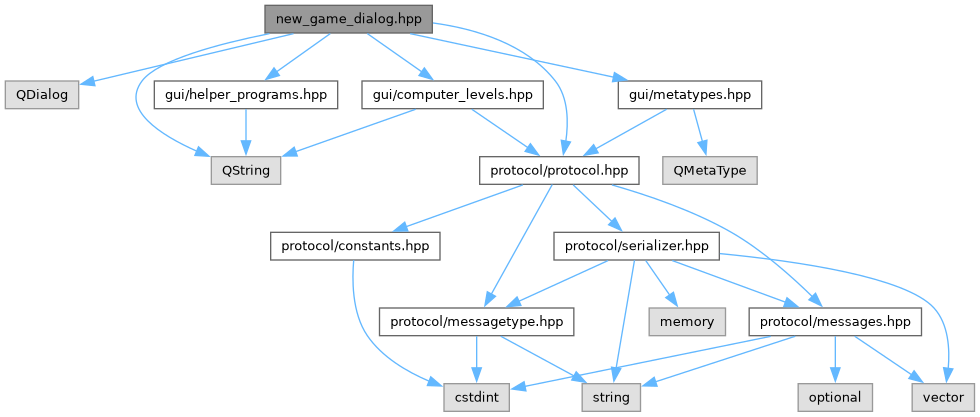 new_game_dialog.hpp
QDialog
gui/helper_programs.hpp
gui/computer_levels.hpp
gui/metatypes.hpp
QString
protocol/protocol.hpp
QMetaType
protocol/constants.hpp
protocol/serializer.hpp
protocol/messagetype.hpp
memory
protocol/messages.hpp
cstdint
string
optional
vector